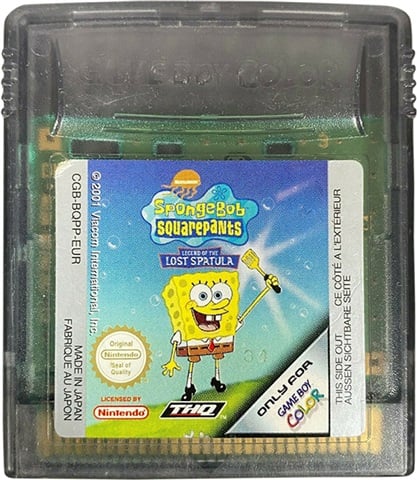 GAME BOY COLOR
© 2001 Viacom International, Inc.
CGB-BQPP-EUR
MADE IN JAPAN
FABRIQUÉ AU JAPON
NICKELODEON
SpongeBob
SQUAREPANTS
LEGEND OF THE
LOST SPATULA
Original
Nintendo
Seal of
Quality
LICENSED BY
Nintendo
THQ
ONLY FOR
GAME BOY
COLOR
THIS SIDE OUT CE CÔTÉ A L'EXTÉRIEUR
AUSSEN SICHTBARE SEITE